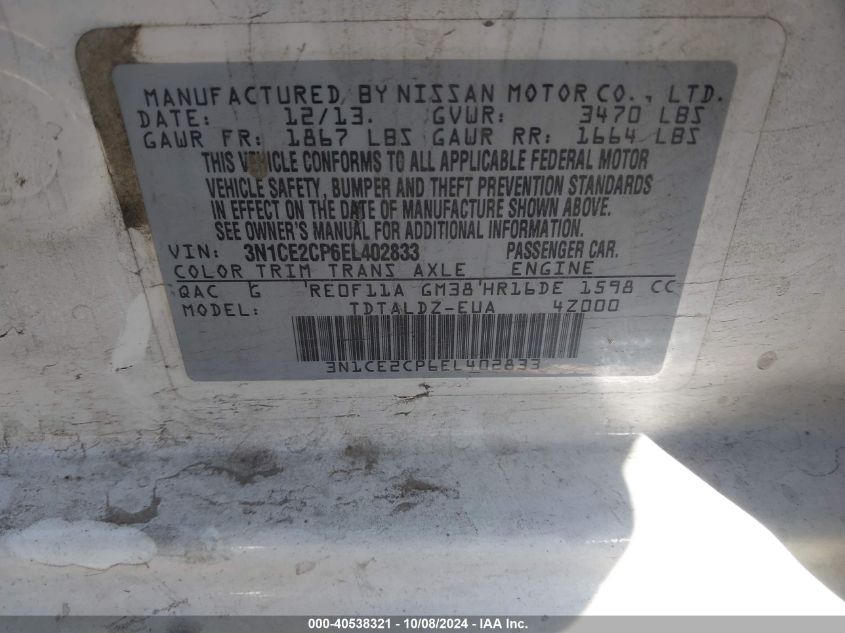 MANUFACTURED BY NISSAN MOTOR CO., LTD.
DATE: 12/13. GVWR: 3470 LBS
GAWR FR: 1867 LBS GAWR RR: 1664 LBS
THIS VEHICLE CONFORMS TO ALL APPLICABLE FEDERAL MOTOR
VEHICLE SAFETY, BUMPER AND THEFT PREVENTION STANDARDS
IN EFFECT ON THE DATE OF MANUFACTURE SHOWN ABOVE.
SEE OWNER'S MANUAL FOR ADDITIONAL INFORMATION.
VIN: 3N1CE2CP6EL402833 PASSENGER CAR.
COLOR TRIM TRANS AXLE ENGINE
QAC G RE0F11A GM38 HR16DE 1598 CC
MODEL: TDTALDZ-EUA 4Z000
3N1CE2CP6EL402833
000-40538321 - 10/08/2024 - IAA Inc.